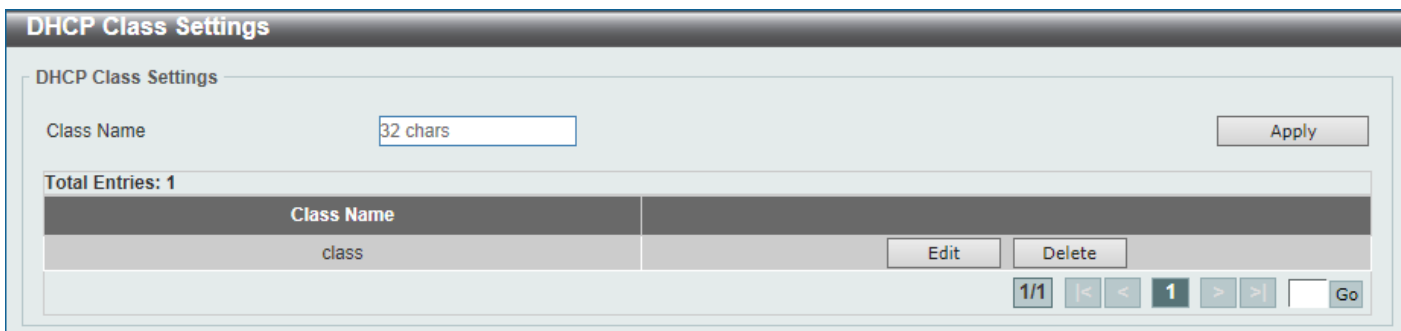 DHCP Class Settings
DHCP Class Settings
Class Name 32 chars Apply
Total Entries: 1
Class Name
class Edit Delete
1/1 |< < 1 > >| Go